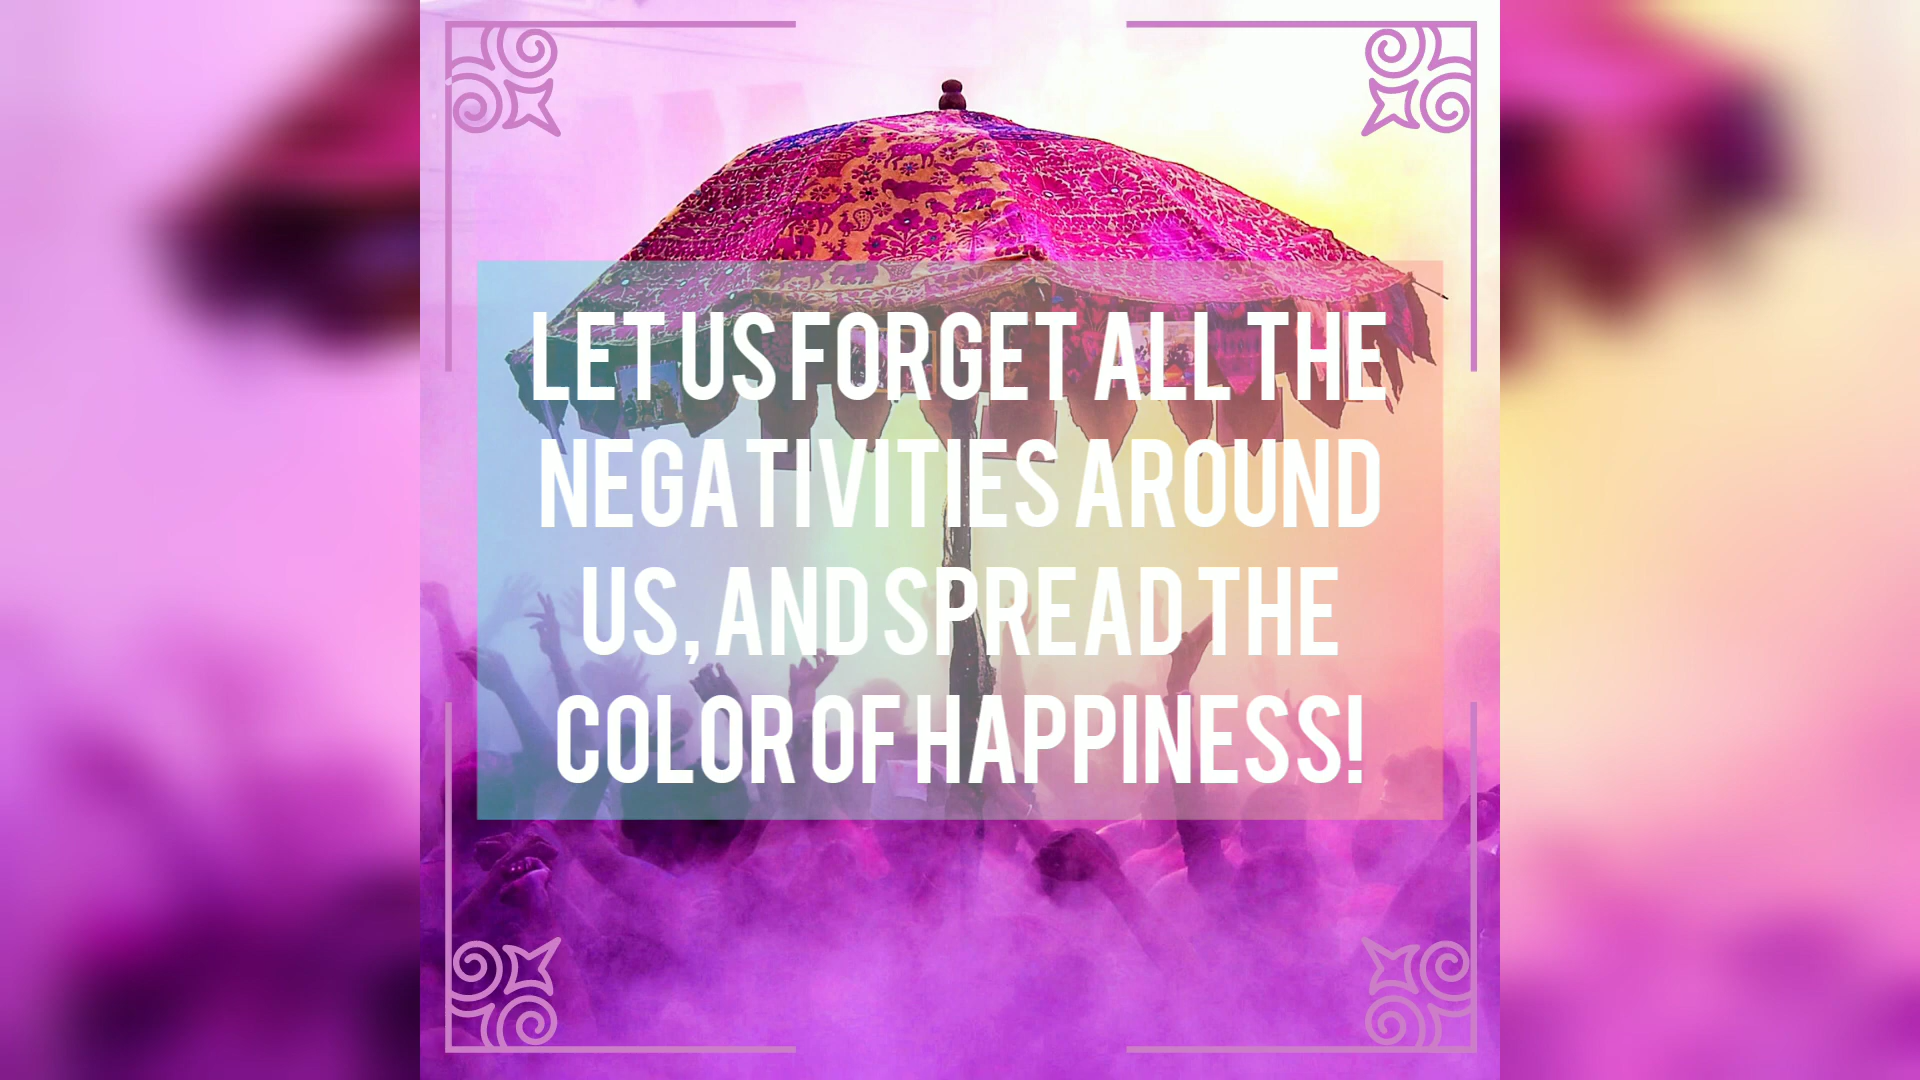 LET US FORGET ALL THE
NEGATIVITIES AROUND
US, AND SPREAD THE
COLOR OF HAPPINESS!